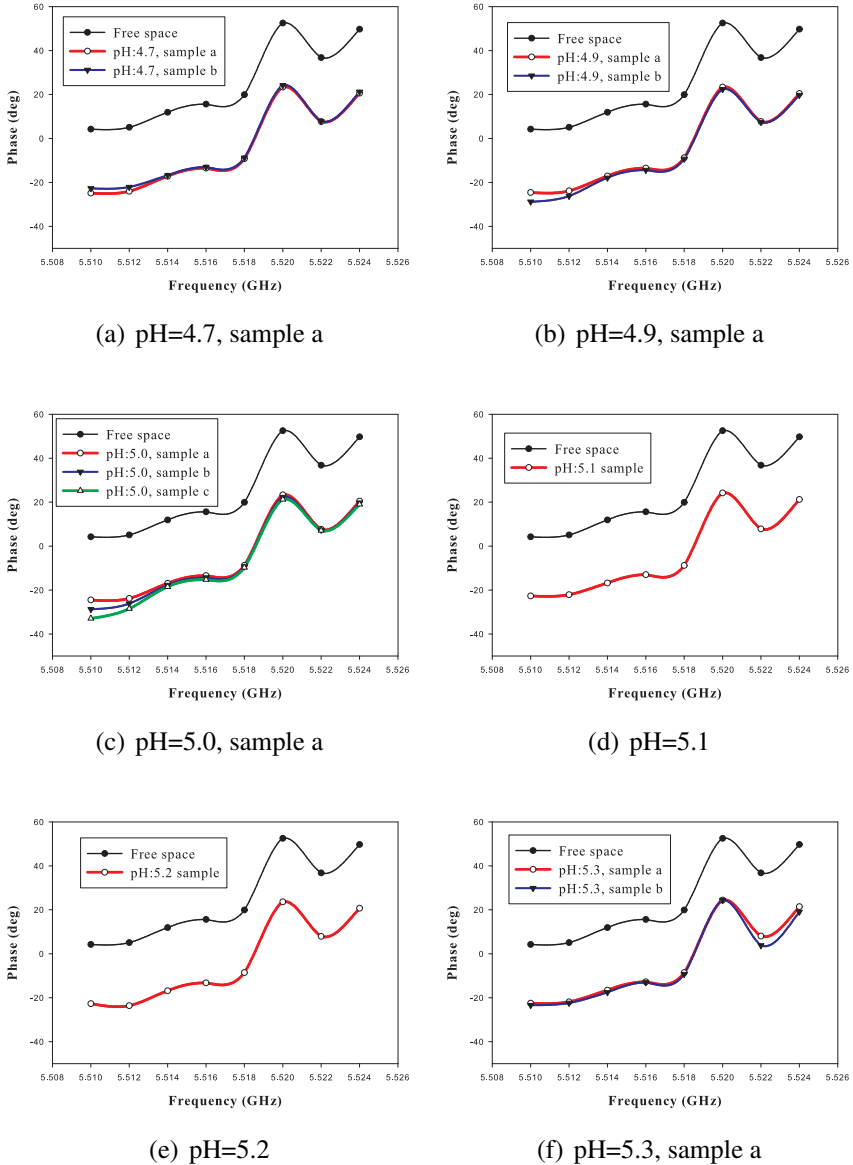 60
40
20
0
-20
-40
Phase (deg)
Free space
pH:4.7, sample a
pH:4.7, sample b
5.508 5.510 5.512 5.514 5.516 5.518 5.520 5.522 5.524 5.526
Frequency (GHz)
(a) pH=4.7, sample a
60
40
20
0
-20
-40
Phase (deg)
Free space
pH:4.9, sample a
pH:4.9, sample b
5.508 5.510 5.512 5.514 5.516 5.518 5.520 5.522 5.524 5.526
Frequency (GHz)
(b) pH=4.9, sample a
60
40
20
0
-20
-40
Phase (deg)
Free space
pH:5.0, sample a
pH:5.0, sample b
pH:5.0, sample c
5.508 5.510 5.512 5.514 5.516 5.518 5.520 5.522 5.524 5.526
Frequency (GHz)
(c) pH=5.0, sample a
60
40
20
0
-20
-40
Phase (deg)
Free space
pH:5.1 sample
5.508 5.510 5.512 5.514 5.516 5.518 5.520 5.522 5.524 5.526
Frequency (GHz)
(d) pH=5.1
60
40
20
0
-20
-40
Phase (deg)
Free space
pH:5.2 sample
5.508 5.510 5.512 5.514 5.516 5.518 5.520 5.522 5.524 5.526
Frequency (GHz)
(e) pH=5.2
60
40
20
0
-20
-40
Phase (deg)
Free space
pH:5.3, sample a
pH:5.3, sample b
5.508 5.510 5.512 5.514 5.516 5.518 5.520 5.522 5.524 5.526
Frequency (GHz)
(f) pH=5.3, sample a